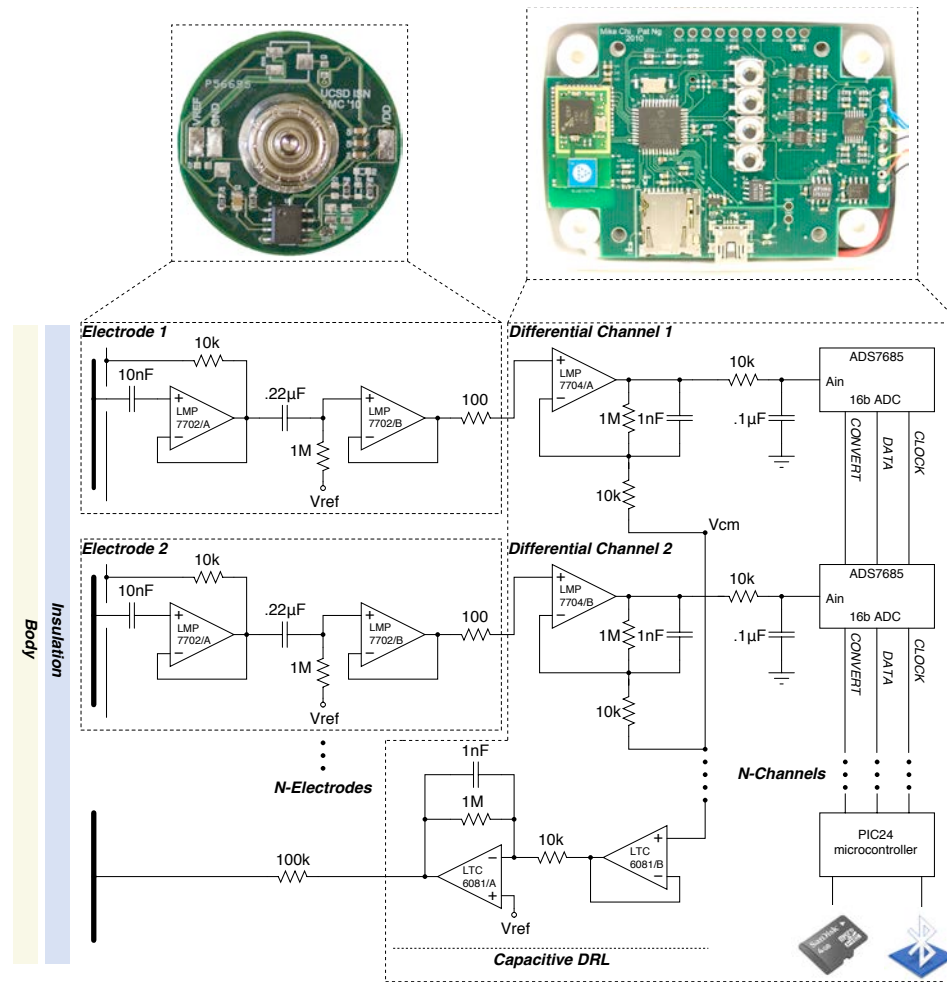 P56685
UCSD ISN
MC '10
VREF
GND
VDD
Mike Chi Pat Ng
2010
Electrode 1
10k
10nF
+
−
LMP
7702/A
.22µF
1M
Vref
+
−
LMP
7702/B
100
Differential Channel 1
+
−
LMP
7704/A
1M
1nF
10k
10k
.1µF
ADS7685
Ain
16b ADC
CONVERT
DATA
CLOCK
Vcm
Electrode 2
10k
10nF
+
−
LMP
7702/A
.22µF
1M
Vref
+
−
LMP
7702/B
100
Differential Channel 2
+
−
LMP
7704/B
1M
1nF
10k
10k
.1µF
ADS7685
Ain
16b ADC
CONVERT
DATA
CLOCK
Body
Insulation
N-Electrodes
N-Channels
1nF
1M
100k
−
+
LTC
6081/A
Vref
10k
+
−
LTC
6081/B
Capacitive DRL
PIC24
microcontroller
SanDisk
4GB